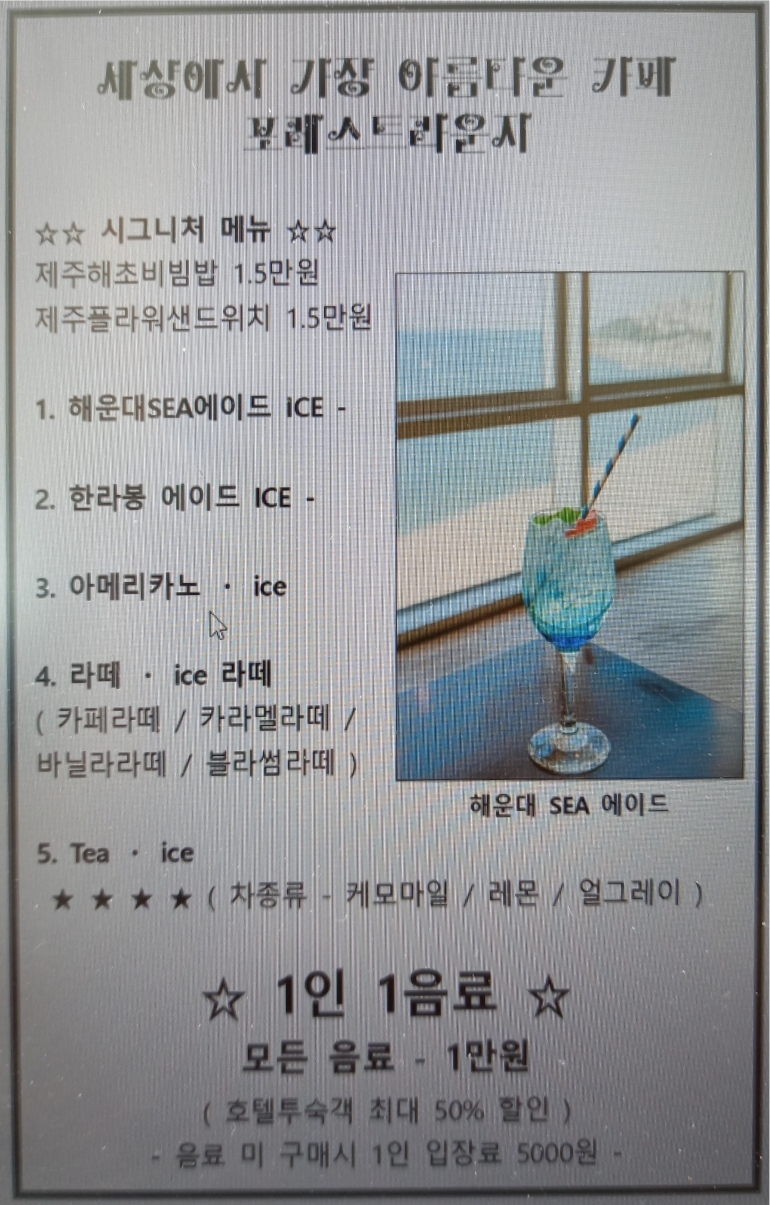 세상에서 가장 아름다운 카페
부레스트라운지
☆☆ 시그니처 메뉴 ☆☆
제주해초비빔밥 1.5만원
제주플라워샌드위치 1.5만원
1. 해운대SEA에이드 iCE -
2. 한라봉 에이드 ICE -
3. 아메리카노 · ice
4. 라떼 · ice 라떼
( 카페라떼 / 카라멜라떼 /
바닐라라떼 / 블라썸라떼 )
해운대 SEA 에이드
5. Tea · ice
★ ★ ★ ★ ( 차종류 - 케모마일 / 레몬 / 얼그레이 )
☆ 1인 1음료 ☆
모든 음료 - 1만원
( 호텔투숙객 최대 50% 할인 )
- 음료 미 구매시 1인 입장료 5000원 -